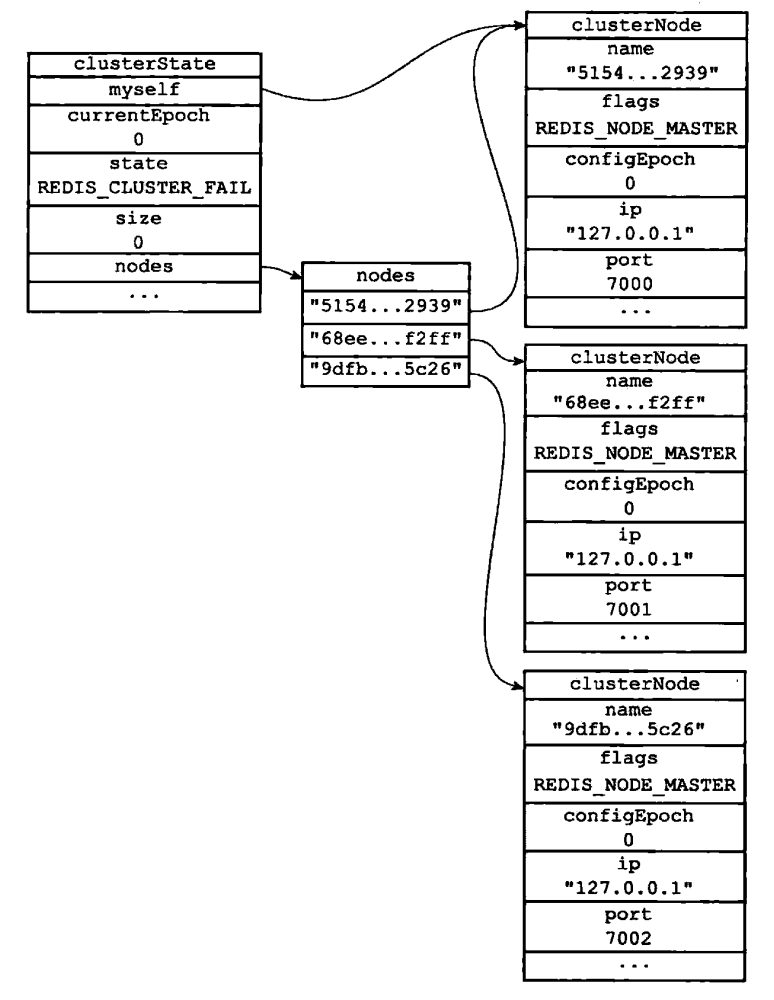 clusterState
myself
currentEpoch
0
state
REDIS_CLUSTER_FAIL
size
0
nodes
...
nodes
"5154...2939"
"68ee...f2ff"
"9dfb...5c26"
clusterNode
name
"5154...2939"
flags
REDIS_NODE_MASTER
configEpoch
0
ip
"127.0.0.1"
port
7000
...
clusterNode
name
"68ee...f2ff"
flags
REDIS_NODE_MASTER
configEpoch
0
ip
"127.0.0.1"
port
7001
...
clusterNode
name
"9dfb...5c26"
flags
REDIS_NODE_MASTER
configEpoch
0
ip
"127.0.0.1"
port
7002
...